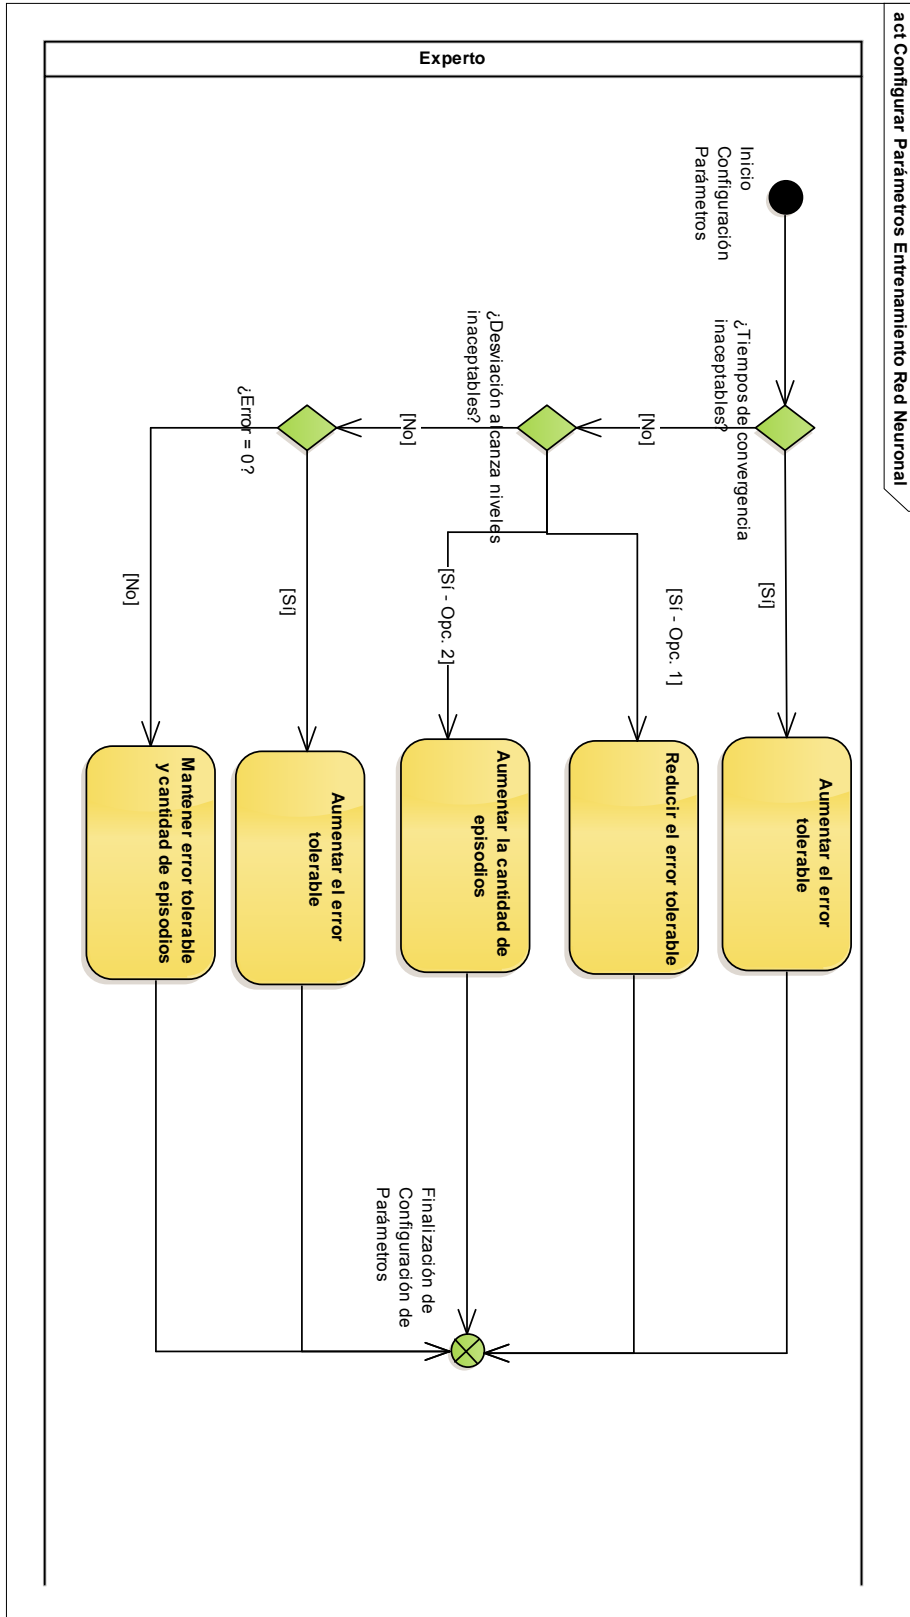 act Configurar Parámetros Entrenamiento Red Neuronal
Experto
Inicio
Configuración
Parámetros
¿Tiempos de convergencia
inaceptables?
[No]
[Sí]
¿Desviación alcanza niveles
inaceptables?
[No]
[Sí - Opc. 1]
[Sí - Opc. 2]
¿Error = 0?
[Sí]
[No]
Aumentar el error
tolerable
Reducir el error tolerable
Aumentar la cantidad de
episodios
Aumentar el error
tolerable
Mantener error tolerable
y cantidad de episodios
Finalización de
Configuración de
Parámetros